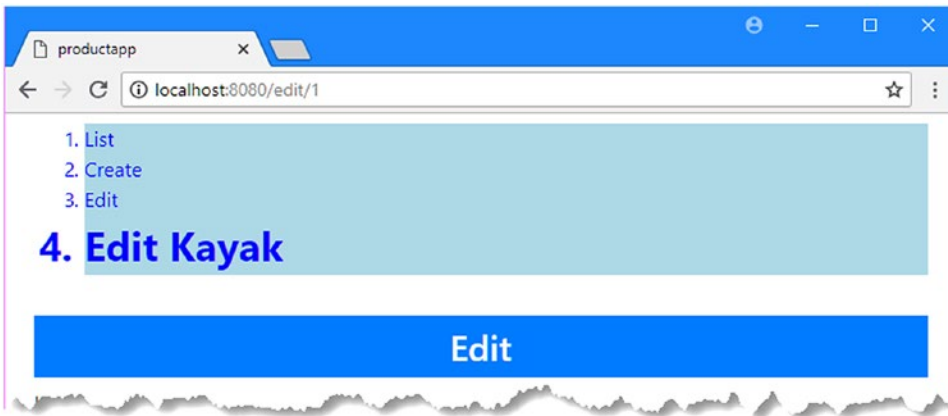 productapp
localhost:8080/edit/1
1. List
2. Create
3. Edit
4. Edit Kayak
Edit